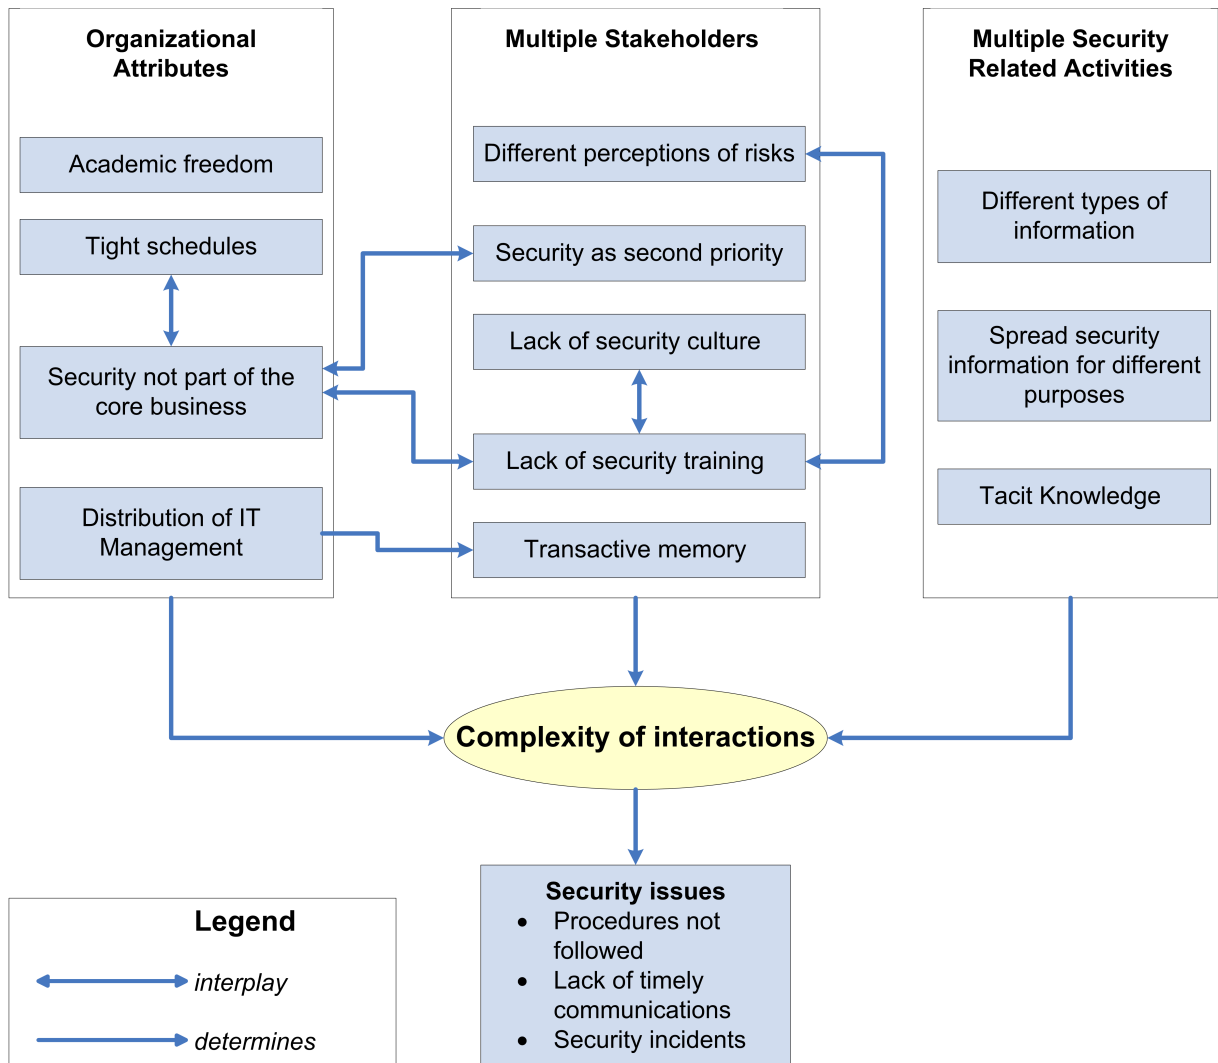 Organizational
Attributes
Academic freedom
Tight schedules
Security not part of the
core business
Distribution of IT
Management
Multiple Stakeholders
Different perceptions of risks
Security as second priority
Lack of security culture
Lack of security training
Transactive memory
Multiple Security
Related Activities
Different types of
information
Spread security
information for different
purposes
Tacit Knowledge
Complexity of interactions
Security issues
• Procedures not
followed
• Lack of timely
communications
• Security incidents
Legend
interplay
determines